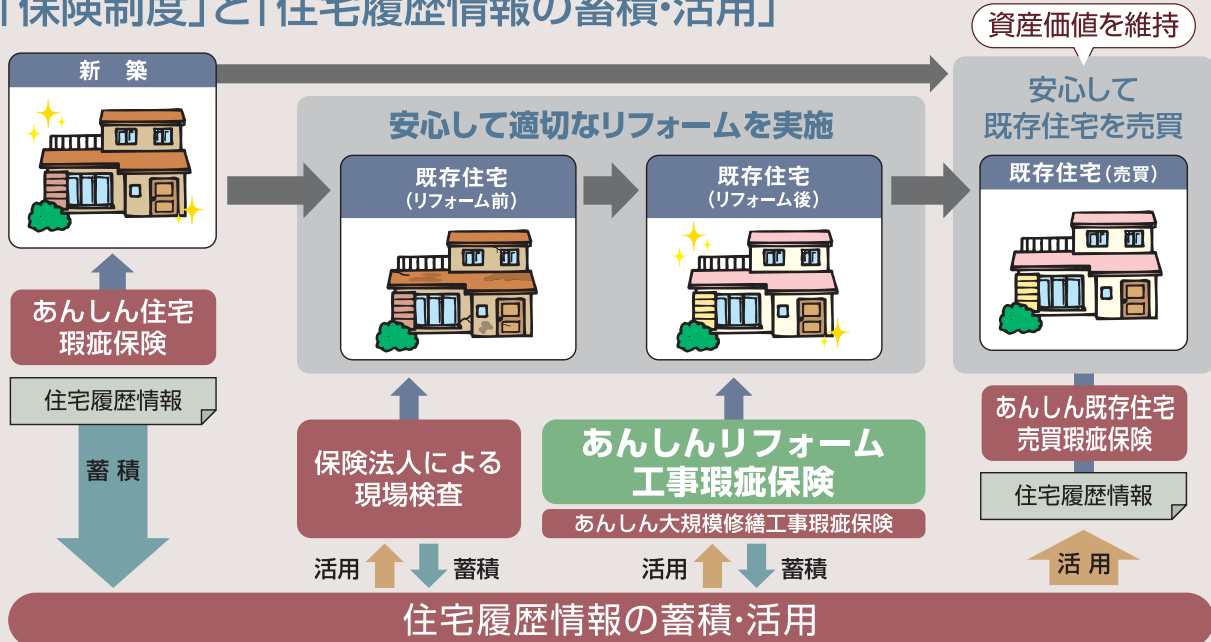 「保険制度」と「住宅履歴情報の蓄積・活用」
資産価値を維持
新 築
安心して
既存住宅を売買
安心して適切なリフォームを実施
既存住宅
(リフォーム前)
既存住宅
(リフォーム後)
既存住宅(売買)
あんしん住宅
瑕疵保険
住宅履歴情報
蓄 積
保険法人による
現場検査
あんしんリフォーム
工事瑕疵保険
あんしん大規模修繕工事瑕疵保険
あんしん既存住宅
売買瑕疵保険
住宅履歴情報
活用
蓄積
活用
蓄積
活 用
住宅履歴情報の蓄積・活用